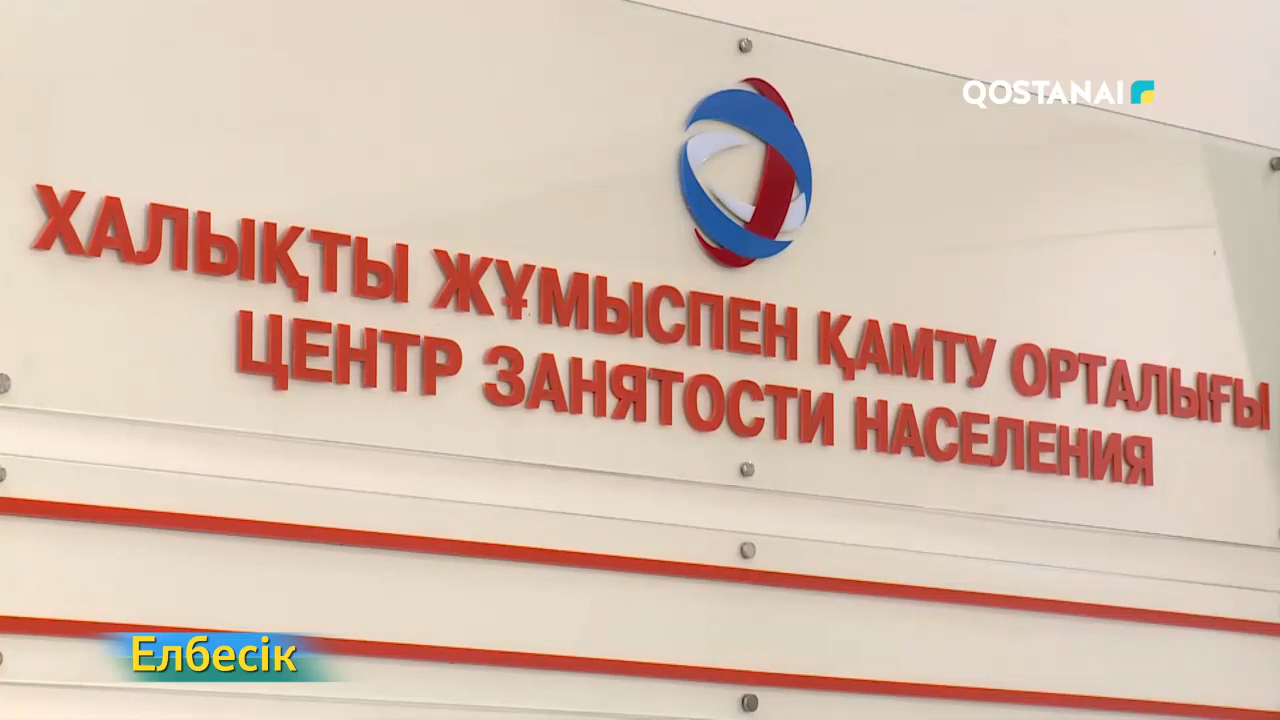 QOSTANAI
ХАЛЫҚТЫ ЖҰМЫСПЕН ҚАМТУ ОРТАЛЫҒЫ
ЦЕНТР ЗАНЯТОСТИ НАСЕЛЕНИЯ
Елбесік